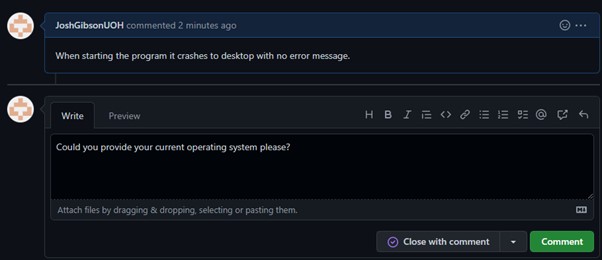 JoshGibsonUOH commented 2 minutes ago
When starting the program it crashes to desktop with no error message.
Write Preview
Could you provide your current operating system please?
Attach files by dragging & dropping, selecting or pasting them.
Close with comment Comment